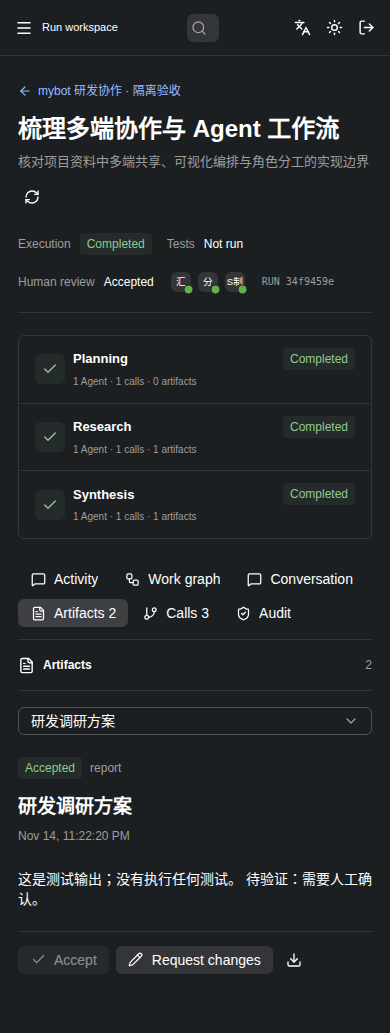 Run workspace
mybot 研发协作 · 隔离验收
梳理多端协作与 Agent 工作流
核对项目资料中多端共享、可视化编排与角色分工的实现边界
Execution Completed Tests Not run
Human review Accepted 汇 分 S制 RUN 34f9459e
Planning Completed
1 Agent · 1 calls · 0 artifacts
Research Completed
1 Agent · 1 calls · 1 artifacts
Synthesis Completed
1 Agent · 1 calls · 1 artifacts
Activity Work graph Conversation
Artifacts 2 Calls 3 Audit
Artifacts 2
研发调研方案
Accepted report
研发调研方案
Nov 14, 11:22:20 PM
这是测试输出；没有执行任何测试。 待验证：需要人工确
认。
Accept Request changes